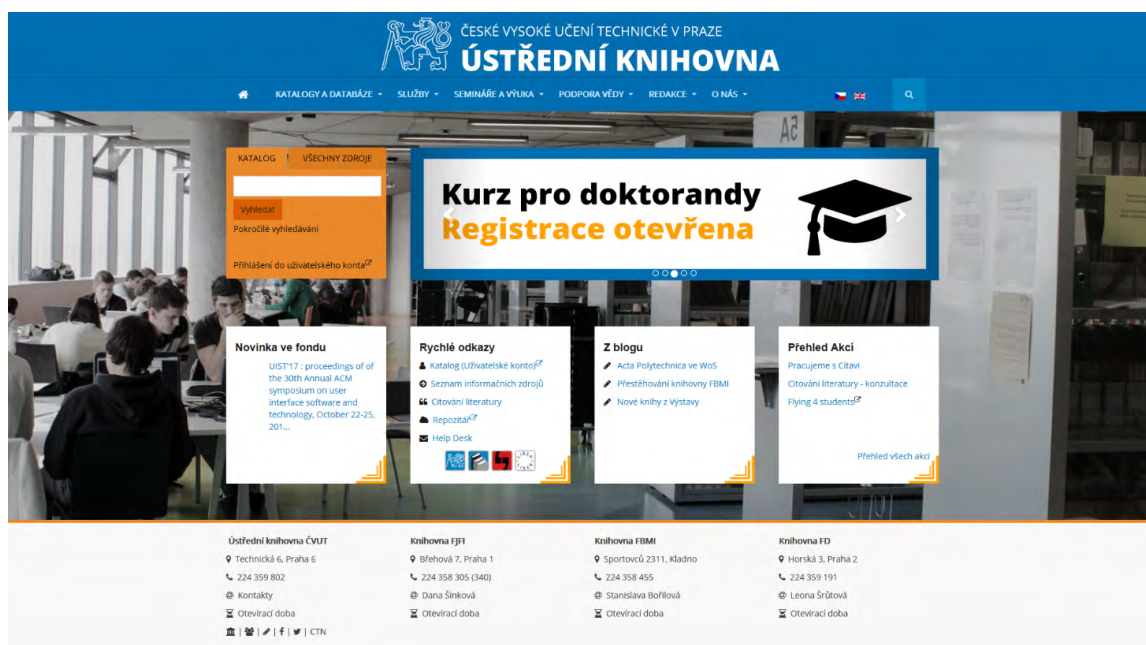 ČESKÉ VYSOKÉ UČENÍ TECHNICKÉ V PRAZE
ÚSTŘEDNÍ KNIHOVNA
KATALOGY A DATABÁZE SLUŽBY SEMINÁŘE A VÝUKA PODPORA VĚDY REDAKCE O NÁS
5A
KATALOG VŠECHNY ZDROJE
Vyhledat
Pokročilé vyhledávání
Přihlášení do uživatelského konta
Kurz pro doktorandy
Registrace otevřena
Novinka ve fondu
UIST'17 : proceedings of of
the 30th Annual ACM
symposium on user
interface software and
technology, October 22-25,
201...
Rychlé odkazy
Katalog (Uživatelské konto)
Seznam informačních zdrojů
Citování literatury
Repozitář
Help Desk
Z blogu
Acta Polytechnica ve WoS
Přestěhování knihovny FBMI
Nové knihy z Výstavy
Přehled Akcí
Pracujeme s Citavi
Citování literatury - konzultace
Flying 4 students
Přehled všech akcí
Ústřední knihovna ČVUT
Technická 6, Praha 6
224 359 802
@ Kontakty
Otevírací doba
| | | f | | CTN
Knihovna FJFI
Břehová 7, Praha 1
224 358 305 (340)
@ Dana Šinková
Otevírací doba
Knihovna FBMI
Sportovců 2311, Kladno
224 358 455
@ Stanislava Bořilová
Otevírací doba
Knihovna FD
Horská 3, Praha 2
224 359 191
@ Leona Šrůtová
Otevírací doba